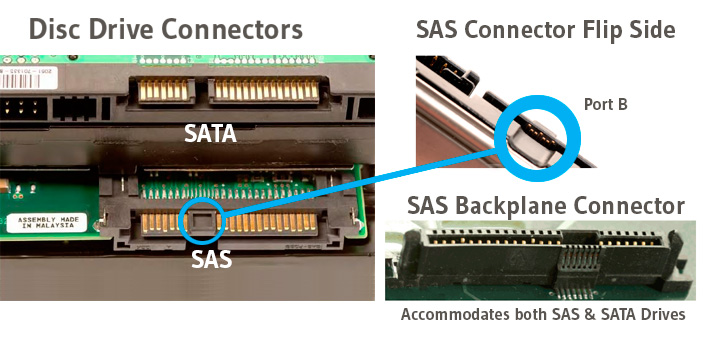 Disc Drive Connectors
SATA
ASSEMBLY MADE
IN MALAYSIA
SAS
SAS Connector Flip Side
Port B
SAS Backplane Connector
Accommodates both SAS & SATA Drives